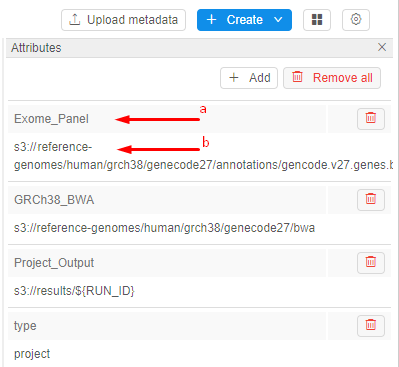 Upload metadata + Create
Attributes
+ Add Remove all
Exome_Panel a
s3://reference- b
genomes/human/grch38/genecode27/annotations/gencode.v27.genes.b
GRCh38_BWA
s3://reference-genomes/human/grch38/genecode27/bwa
Project_Output
s3://results/${RUN_ID}
type
project